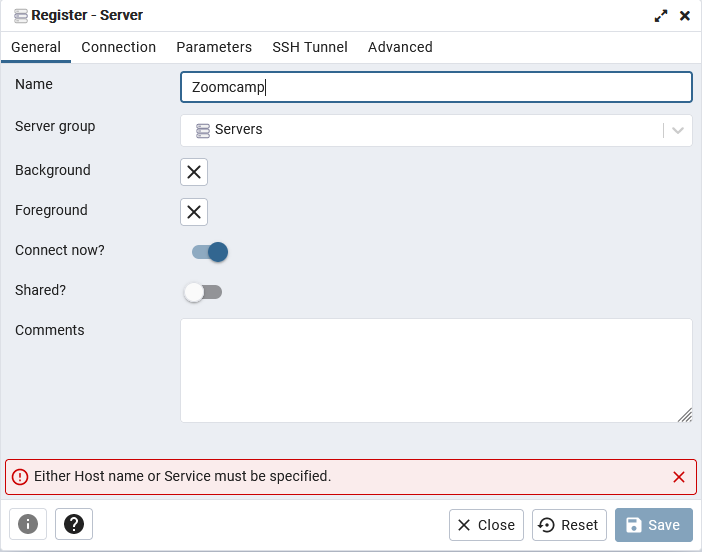 Register - Server
General Connection Parameters SSH Tunnel Advanced
Name Zoomcamp
Server group Servers
Background
Foreground
Connect now?
Shared?
Comments
Either Host name or Service must be specified.
Close Reset Save